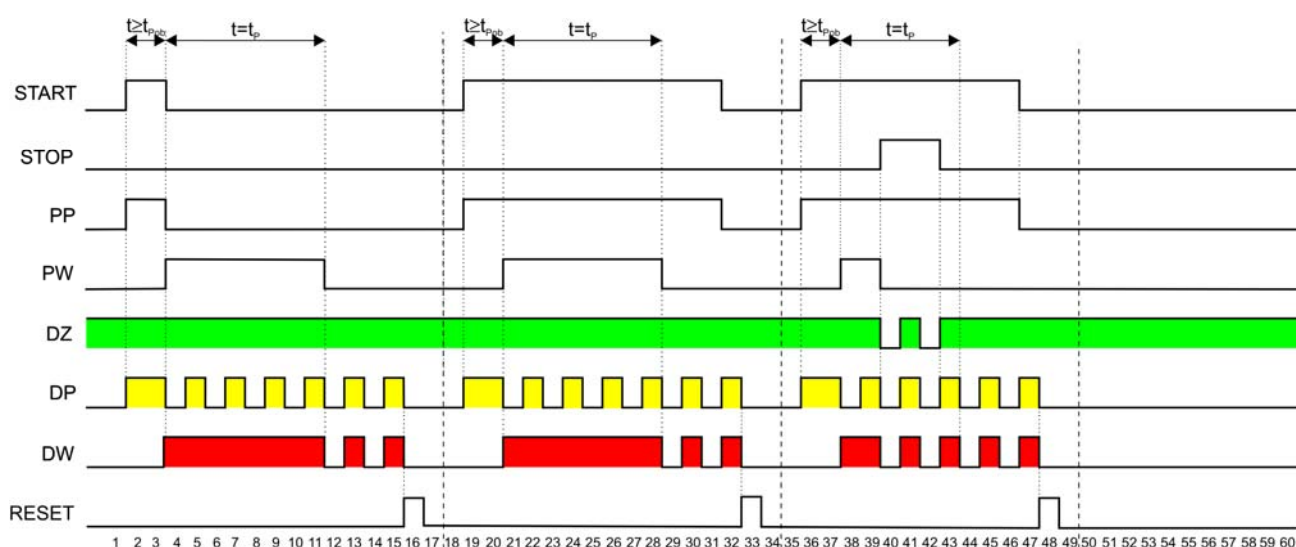 t≥tPob t=tP t≥tPob t=tP t≥tPob t=tP
START
STOP
PP
PW
DZ
DP
DW
RESET
1 2 3 4 5 6 7 8 9 10 11 12 13 14 15 16 17 18 19 20 21 22 23 24 25 26 27 28 29 30 31 32 33 34 35 36 37 38 39 40 41 42 43 44 45 46 47 48 49 50 51 52 53 54 55 56 57 58 59 60